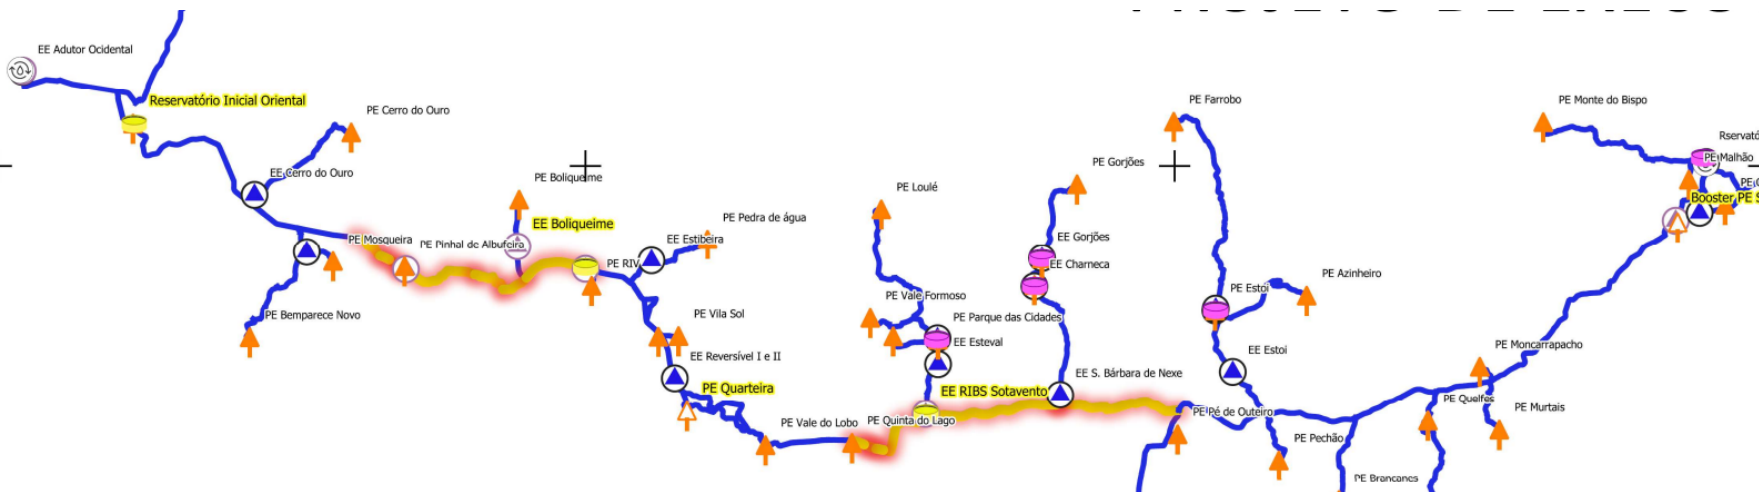 EE Adutor Ocidental
Reservatório Inicial Oriental
PE Cerro do Ouro
EE Cerro do Ouro
PE Mosqueira
PE Pinhal de Albufeira
PE Bemparece Novo
PE Boliqueime
EE Boliqueime
PE RIV
EE Estibeira
PE Pedra de água
PE Vila Sol
EE Reversível I e II
PE Quarteira
PE Vale do Lobo
PE Quinta do Lago
PE Loulé
PE Vale Formoso
PE Parque das Cidades
EE Esteval
EE RIBS Sotavento
PE Gorjões
EE Gorjões
EE Charneca
EE S. Bárbara de Nexe
PE Farrobo
PE Estoi
PE Azinheiro
EE Estoi
PE Pé de Outeiro
PE Pechão
PE Brancanes
PE Quelfes
PE Murtais
PE Moncarrapacho
PE Monte do Bispo
Rservató
PE Malhão
Booster PE S